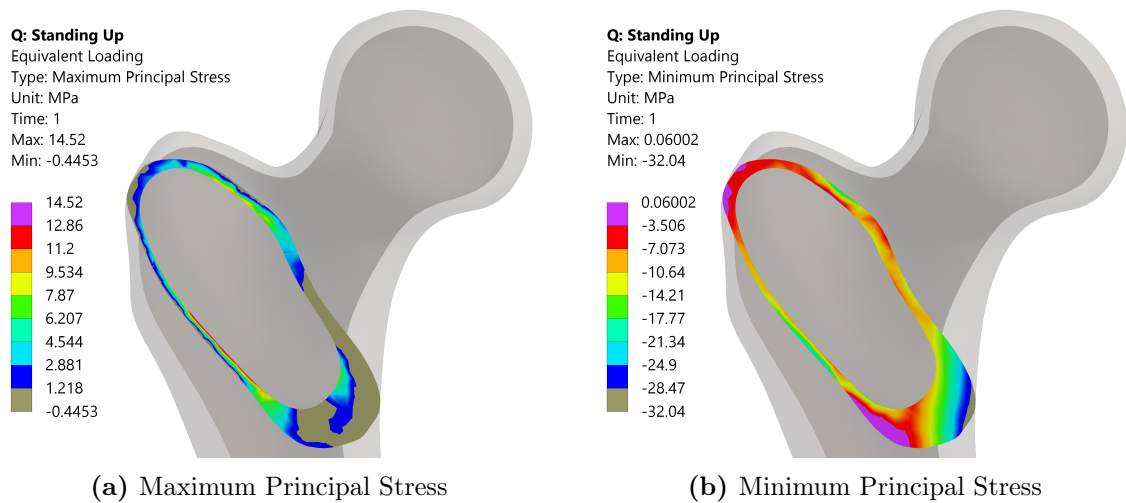 Q: Standing Up
Equivalent Loading
Type: Maximum Principal Stress
Unit: MPa
Time: 1
Max: 14.52
Min: -0.4453
14.52
12.86
11.2
9.534
7.87
6.207
4.544
2.881
1.218
-0.4453
(a) Maximum Principal Stress
Q: Standing Up
Equivalent Loading
Type: Minimum Principal Stress
Unit: MPa
Time: 1
Max: 0.06002
Min: -32.04
0.06002
-3.506
-7.073
-10.64
-14.21
-17.77
-21.34
-24.9
-28.47
-32.04
(b) Minimum Principal Stress